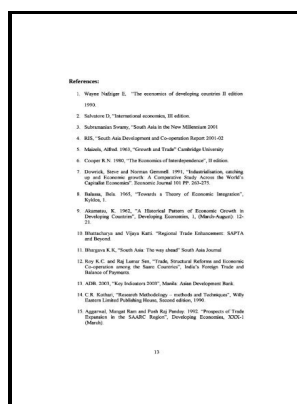 References:
1. Wayne Nafziger E, "The economics of developing countries II edition
1990.
2. Salvatore D, "International economics, III edition.
3. Subramanian Swamy, "South Asia in the New Millennium 2001
4. RIS, "South Asia Development and Co-operation Report 2001-02
5. Maizels, Alfred. 1963, "Growth and Trade" Cambridge University
6. Cooper R.N. 1980, "The Economics of Interdependence", II edition.
7. Dowrick, Steve and Norman Gemmell. 1991, "Industrialisation, catching
up and Economic growth A Comparative Study Across the World's
Capitalist Economies". Economic Journal 101 PP. 263-275.
8. Balassa, Bela. 1965, "Towards a Theory of Economic Integration",
Kyklos, 1.
9. Akamatsu, K. 1962, "A Historical Pattern of Economic Growth in
Developing Countries", Developing Economies, 1, (March-August): 12-
25.
10. Bhattacharya and Vijaya Katti. "Regional Trade Enhancement: SAPTA
and Beyond.
11. Bhargava K.K, "South Asia: The way ahead" South Asia Journal
12. Roy K.C. and Raj Lumar Sen, "Trade, Structural Reforms and Economic
Co-operation among the Saarc Countries", India's Foreign Trade and
Balance of Payments.
13. ADB. 2003, "Key Indicators 2003", Manila: Asian Development Bank.
14. C.R. Kothari, "Research Methodology – methods and Techniques", Willy
Eastern Limited Publishing House, Second edition, 1990.
15. Aggarwal, Mangat Ram and Posh Raj Pandey. 1992. "Prospects of Trade
Expansion in the SAARC Region", Developing Economies, XXX-1
(March).
13